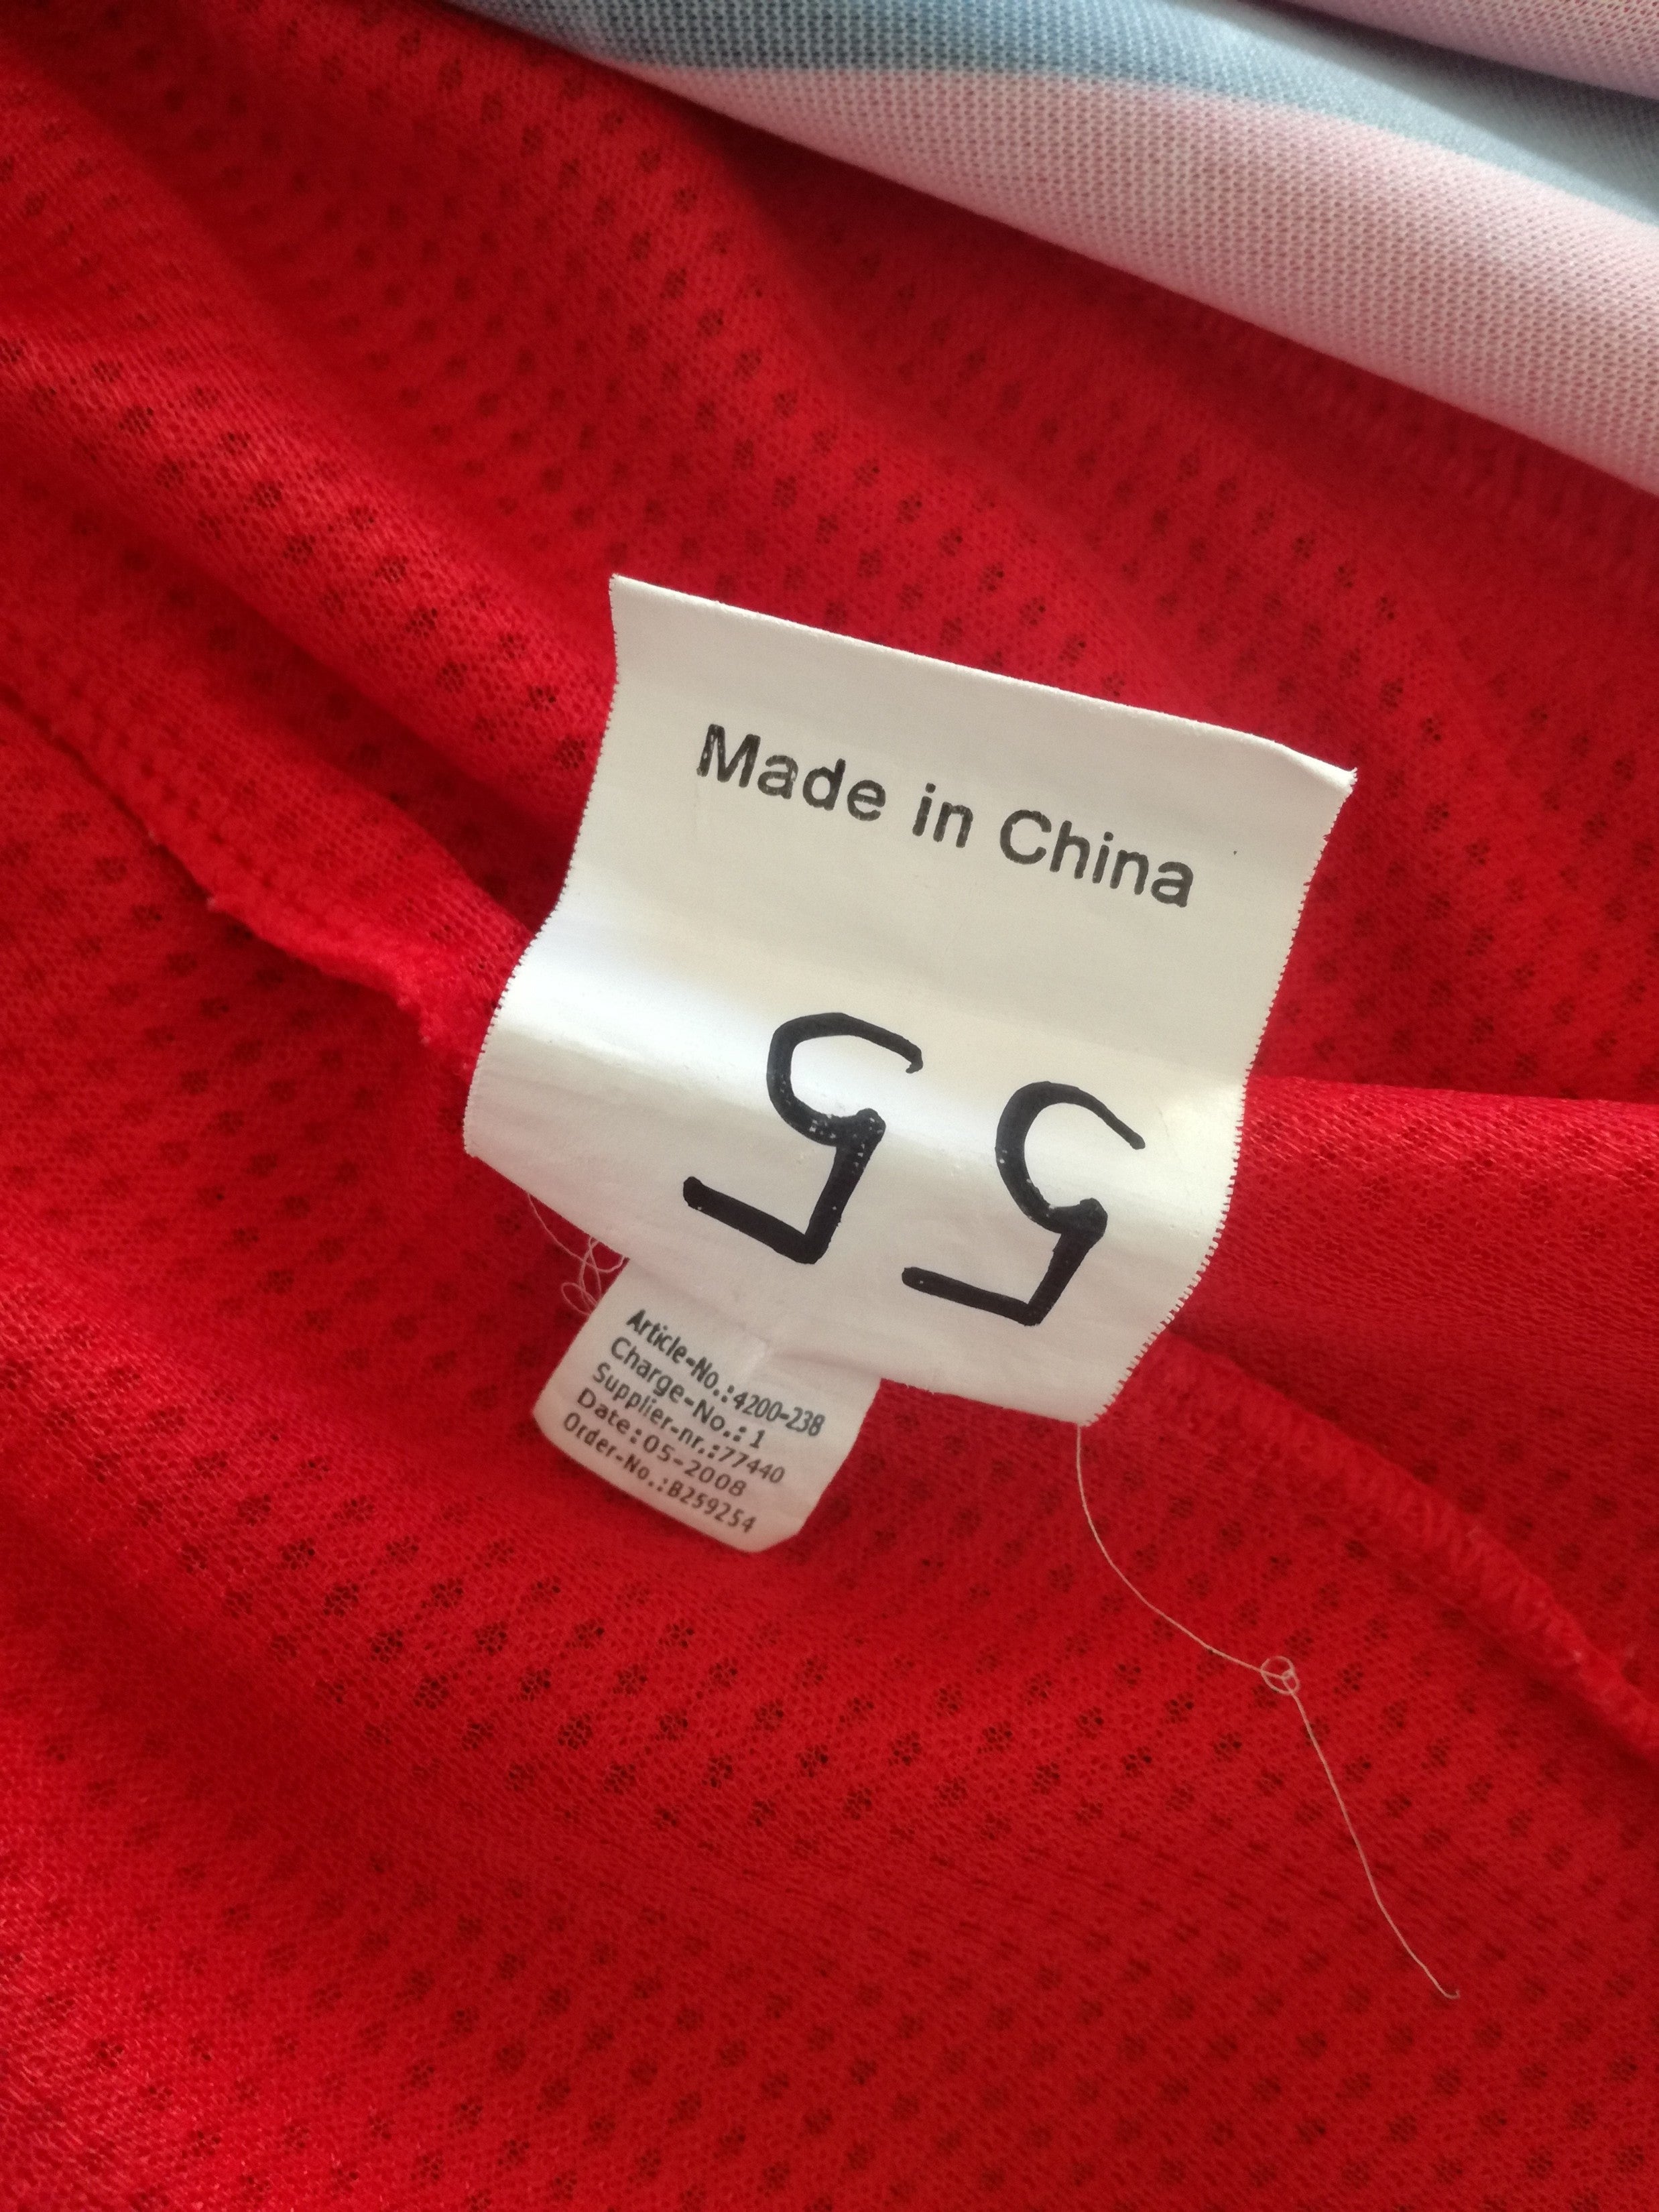 Made in China
55
Article-No.:4200-238
Charge-No.:1
Supplier-nr.:77440
Date:05-2008
Order-No.:B259254